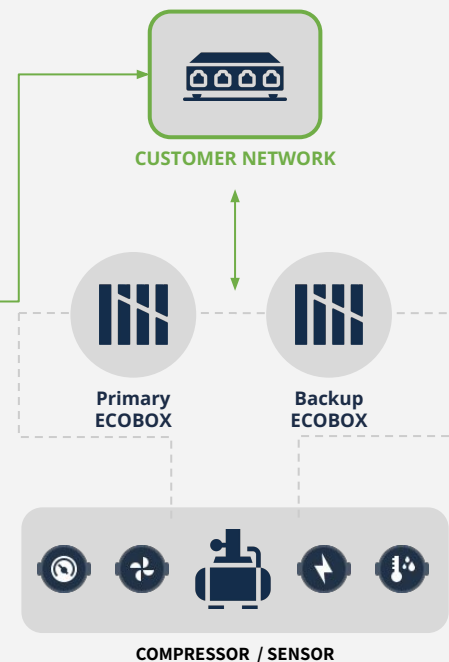 CUSTOMER NETWORK
Primary
ECOBOX
Backup
ECOBOX
COMPRESSOR / SENSOR